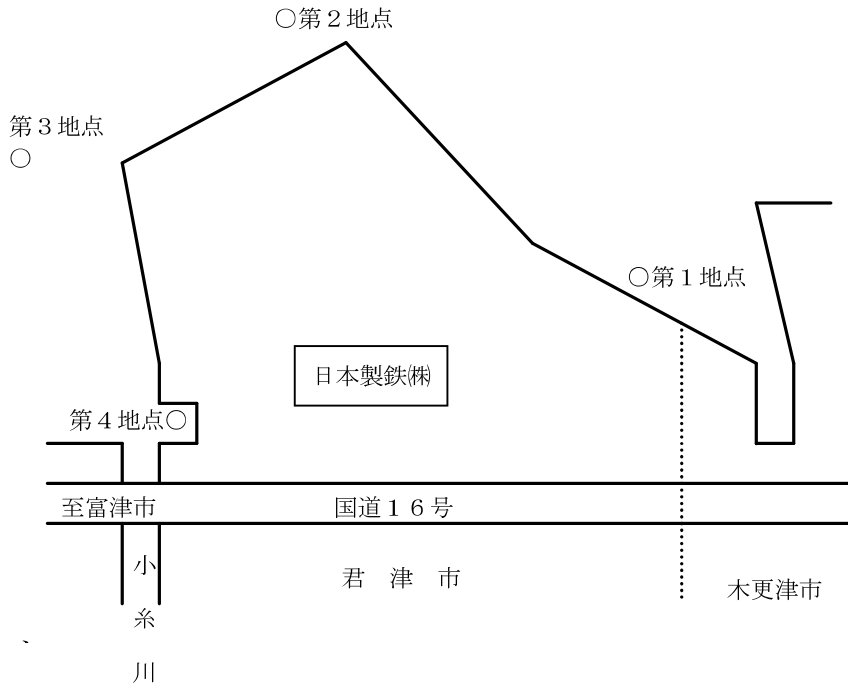 ○第２地点
第３地点
○
○第１地点
日本製鉄㈱
第４地点○
至富津市
国道１６号
小糸川
君津市
木更津市